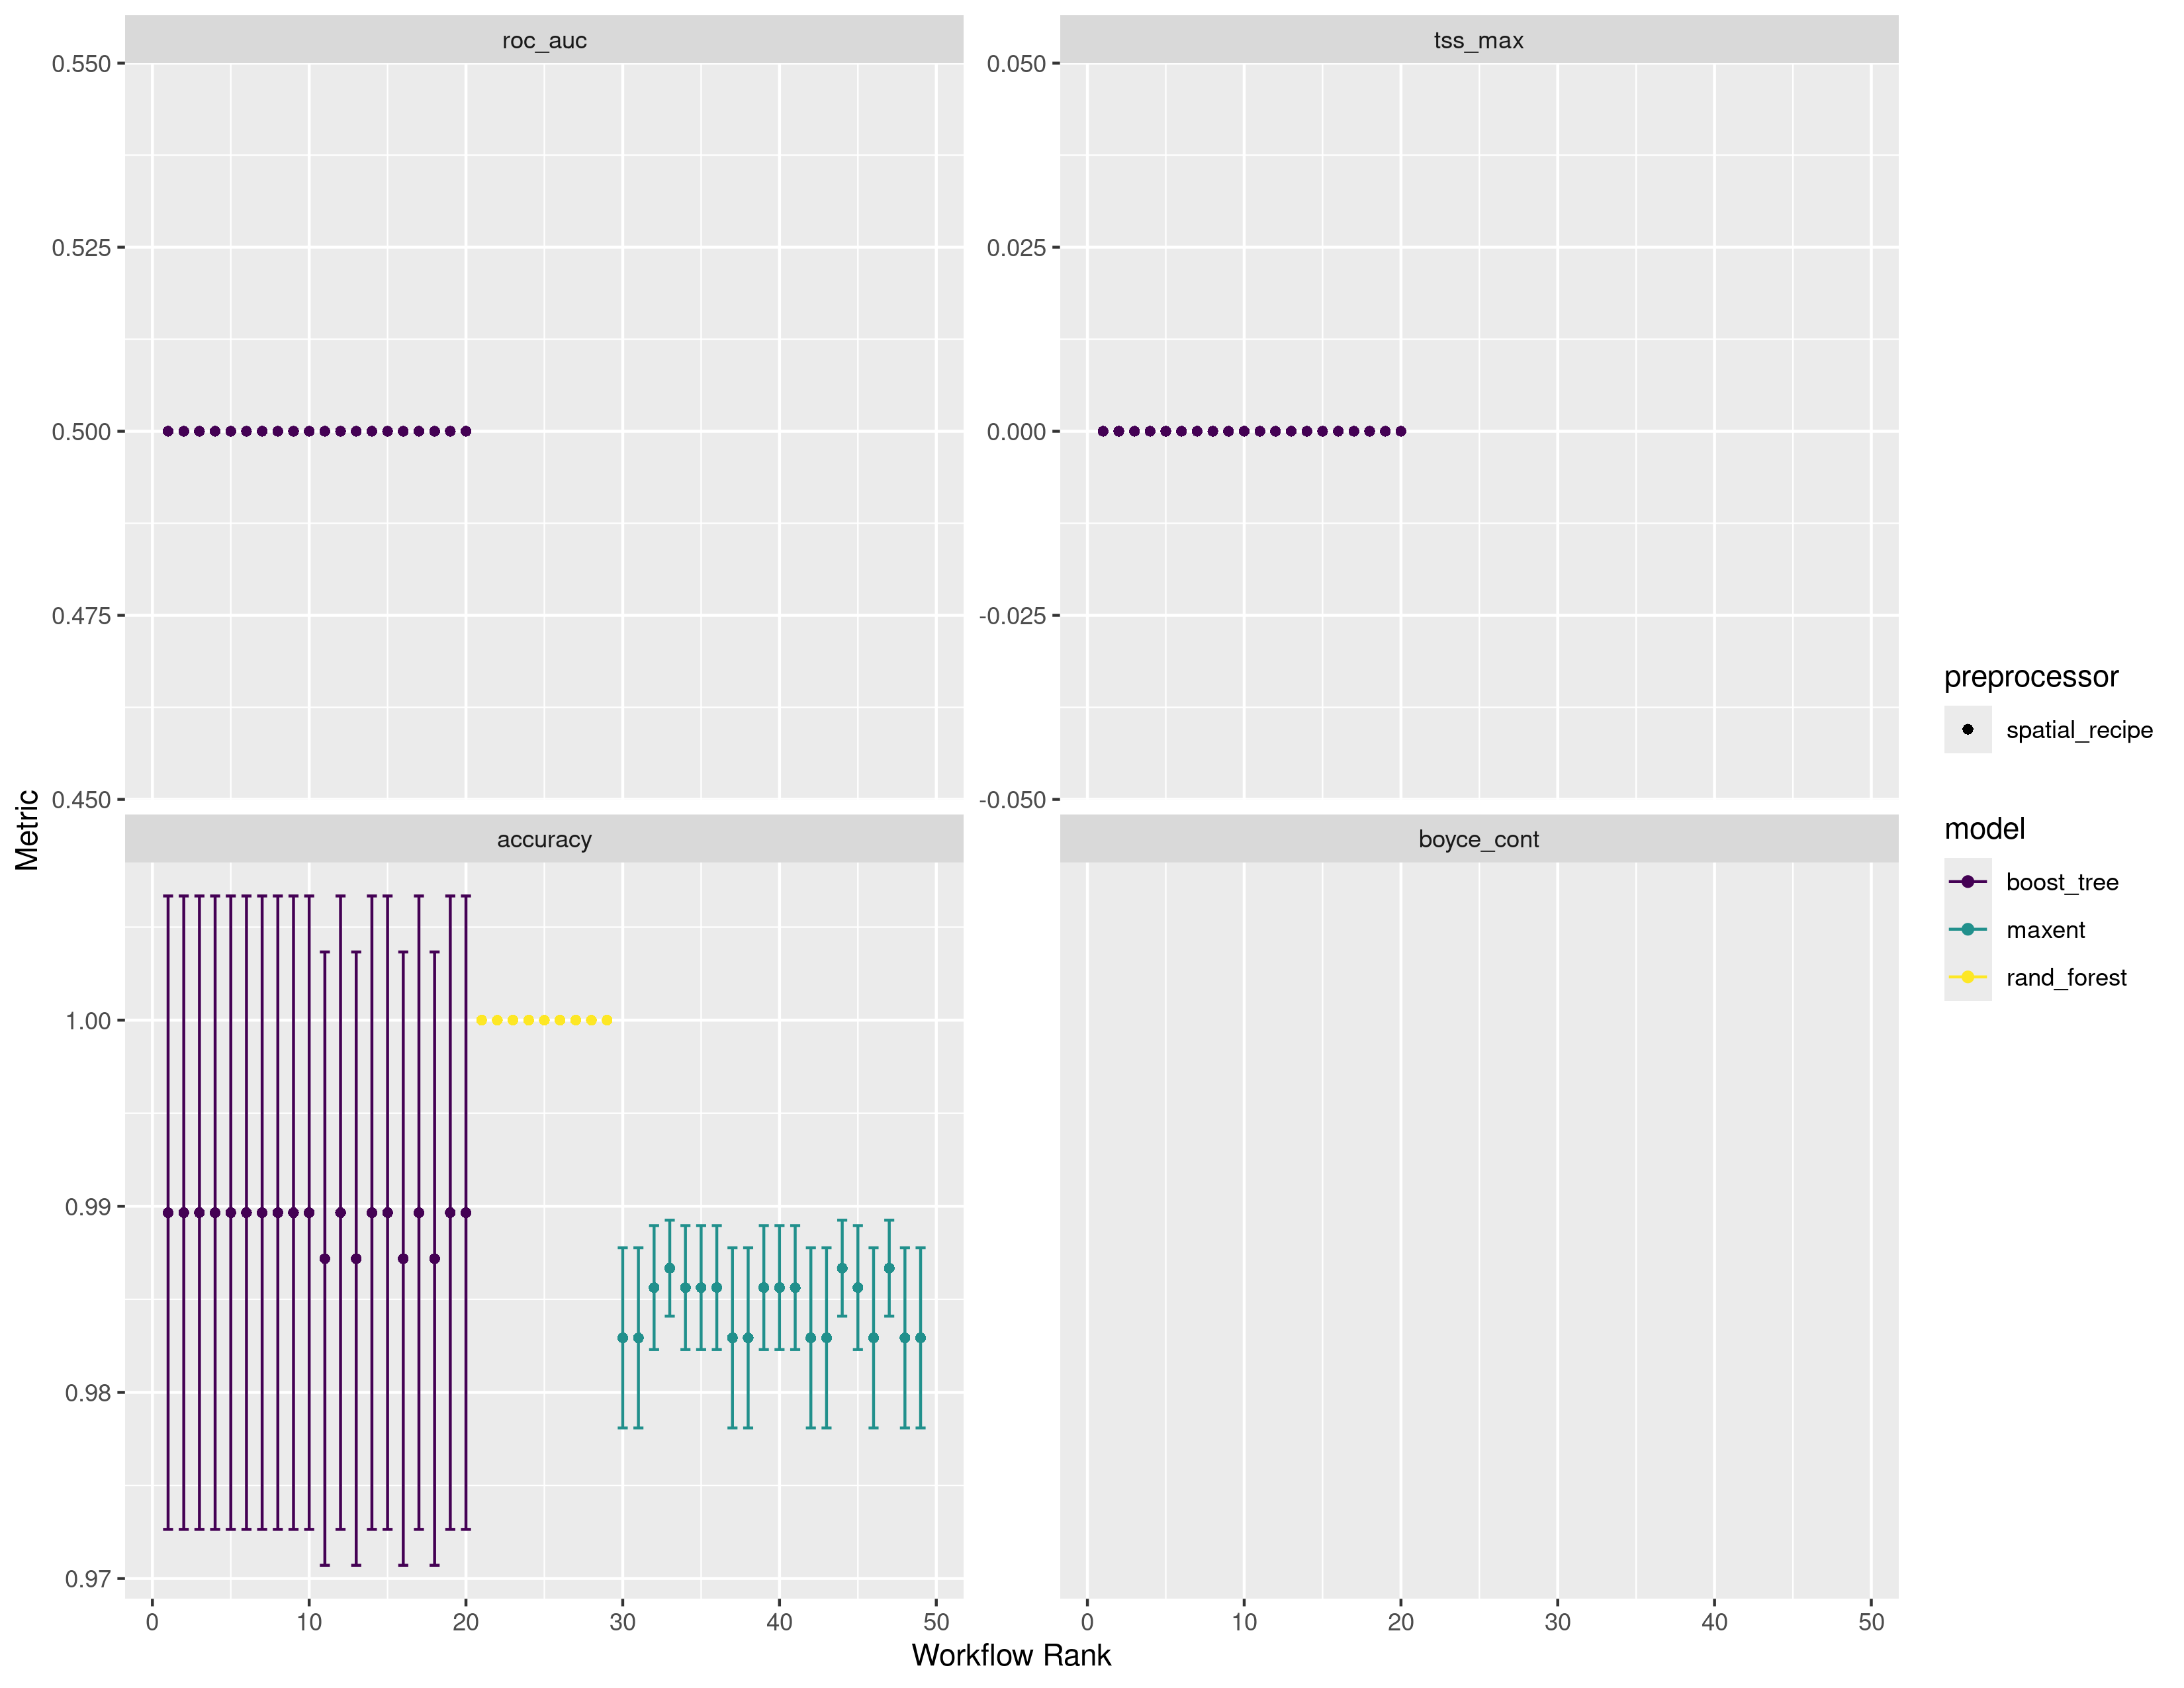 roc_auc
0.550
0.525
0.500
0.475
0.450
tss_max
0.050
0.025
0.000
-0.025
-0.050
accuracy
1.00
0.99
0.98
0.97
0 10 20 30 40 50
boyce_cont
0 10 20 30 40 50
Metric
Workflow Rank
preprocessor
spatial_recipe
model
boost_tree
maxent
rand_forest